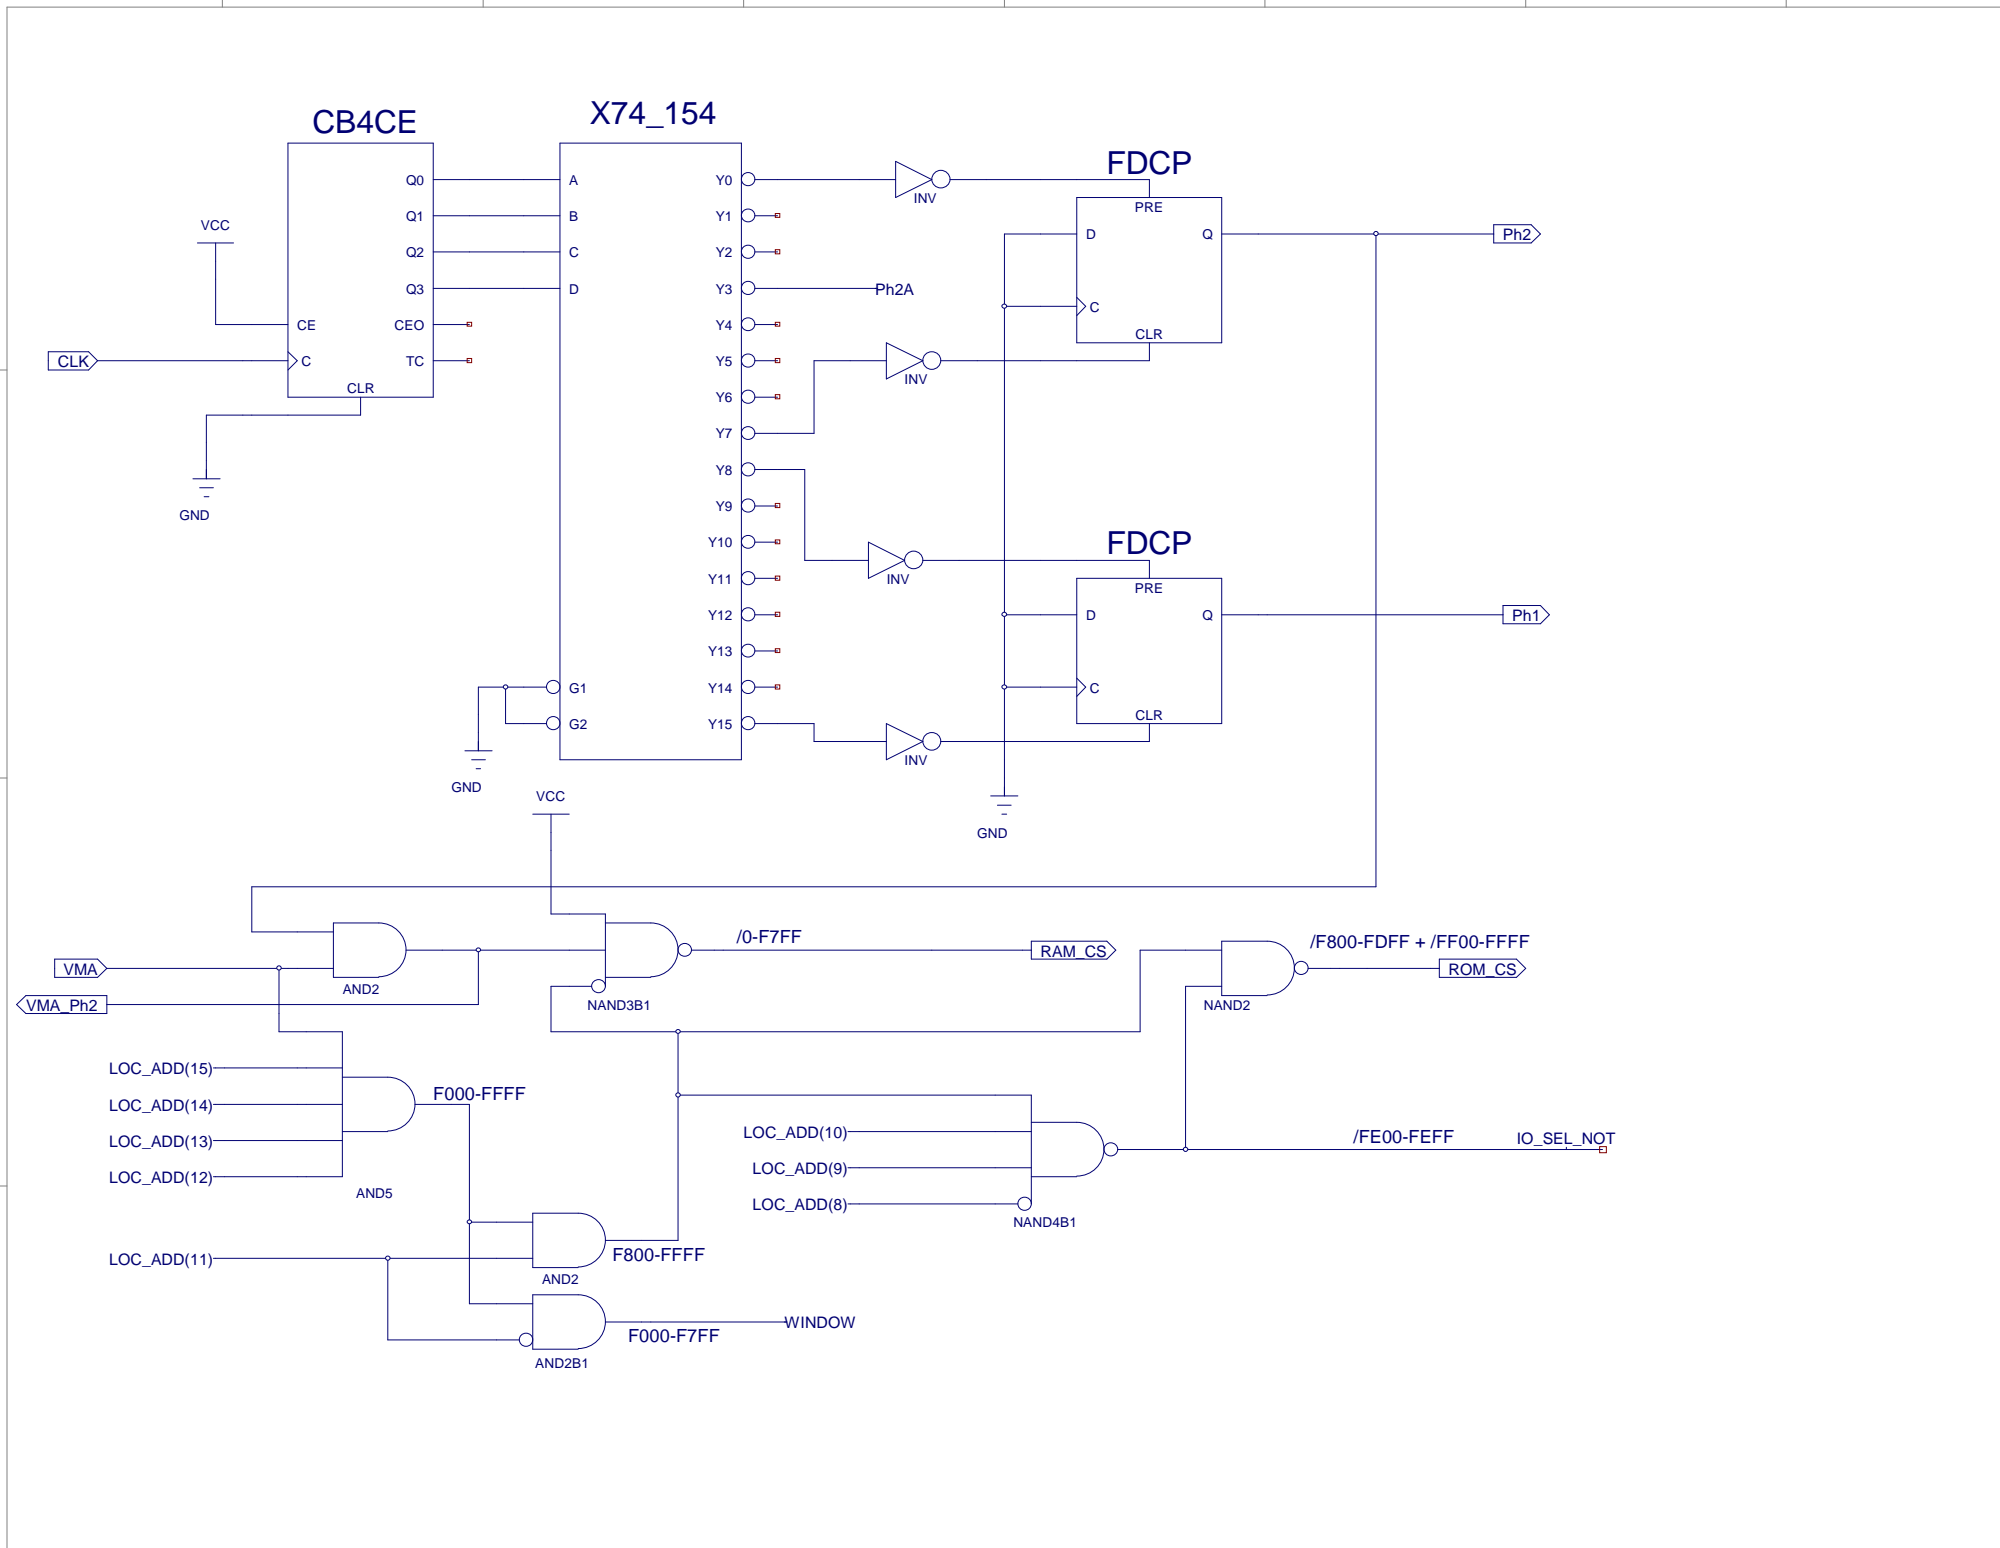 CB4CE
X74_154
FDCP
Q0
A
Y0
INV
PRE
Q1
B
Y1
VCC
D
Q
Ph2
Q2
C
Y2
Q3
D
Y3
Ph2A
C
CE
CEO
Y4
CLR
CLK
C
TC
Y5
INV
CLR
Y6
Y7
Y8
Y9
GND
Y10
FDCP
Y11
INV
PRE
Y12
D
Q
Ph1
Y13
G1
Y14
C
G2
Y15
CLR
INV
GND
VCC
GND
/0-F7FF
/F800-FDFF + /FF00-FFFF
RAM_CS
VMA
ROM_CS
AND2
VMA_Ph2
NAND3B1
NAND2
LOC_ADD(15)
F000-FFFF
LOC_ADD(14)
LOC_ADD(10)
/FE00-FEFF
IO_SEL_NOT
LOC_ADD(13)
LOC_ADD(9)
LOC_ADD(12)
AND5
LOC_ADD(8)
NAND4B1
LOC_ADD(11)
F800-FFFF
AND2
WINDOW
F000-F7FF
AND2B1